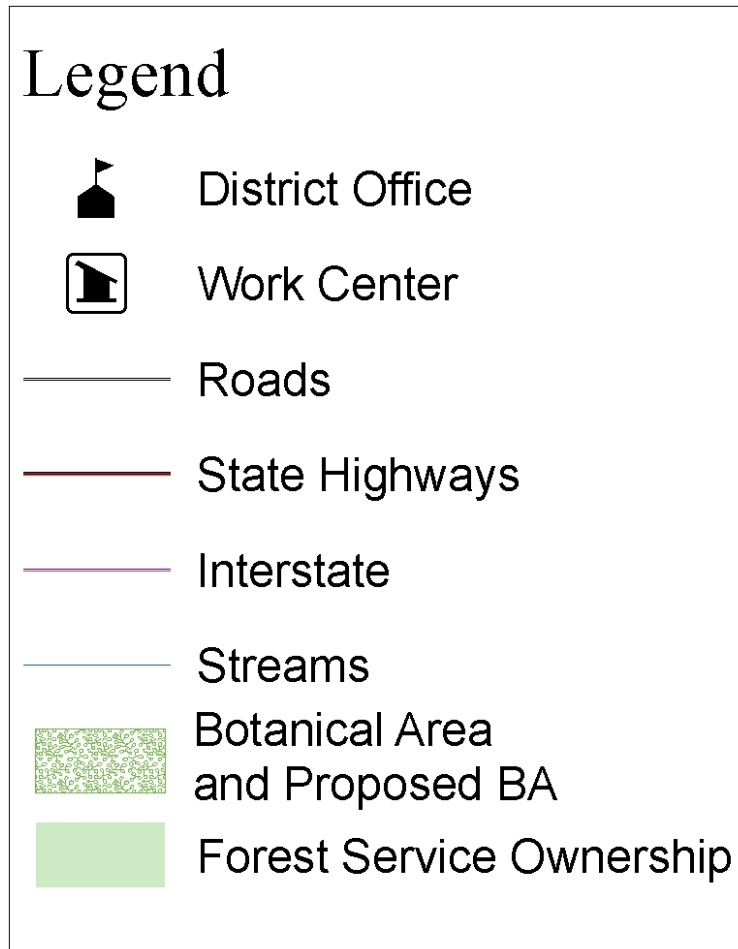 Legend
District Office
Work Center
Roads
State Highways
Interstate
Streams
Botanical Area
and Proposed BA
Forest Service Ownership